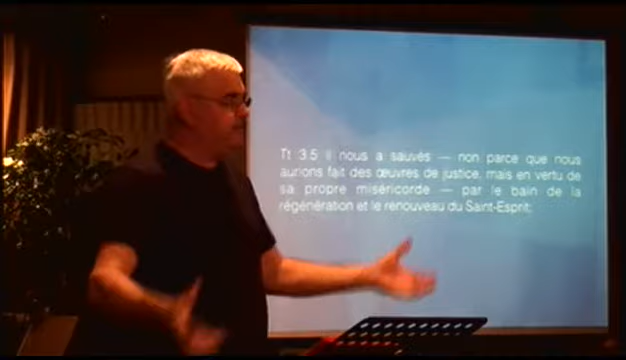 Tt 3.5 Il nous a sauvés — non parce que nous
aurions fait des œuvres de justice, mais en vertu de
sa propre miséricorde — par le bain de la
régénération et le renouveau du Saint-Esprit;